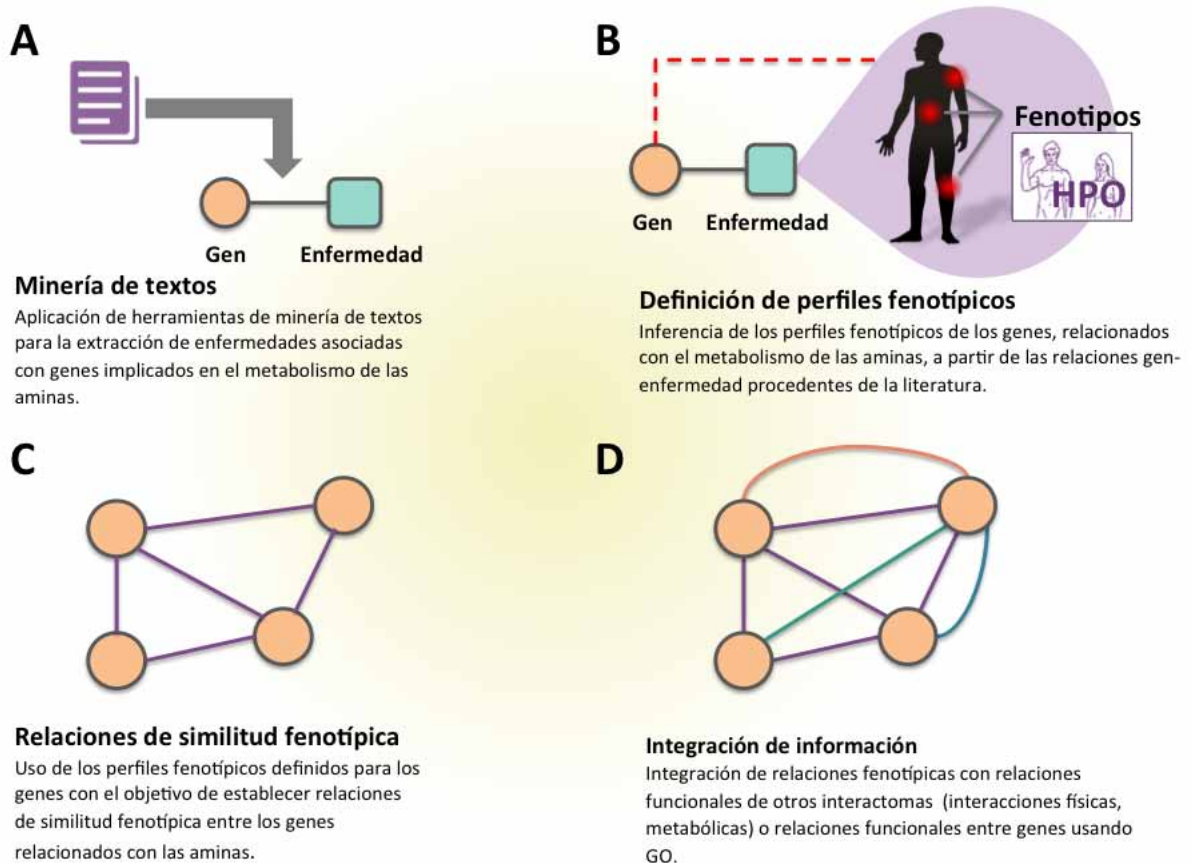 A
Gen
Enfermedad
Minería de textos
Aplicación de herramientas de minería de textos
para la extracción de enfermedades asociadas
con genes implicados en el metabolismo de las
aminas.
B
Fenotipos
HPO
Gen
Enfermedad
Definición de perfiles fenotípicos
Inferencia de los perfiles fenotípicos de los genes, relacionados
con el metabolismo de las aminas, a partir de las relaciones gen-
enfermedad procedentes de la literatura.
C
Relaciones de similitud fenotípica
Uso de los perfiles fenotípicos definidos para los
genes con el objetivo de establecer relaciones
de similitud fenotípica entre los genes
relacionados con las aminas.
D
Integración de información
Integración de relaciones fenotípicas con relaciones
funcionales de otros interactomas (interacciones físicas,
metabólicas) o relaciones funcionales entre genes usando
GO.